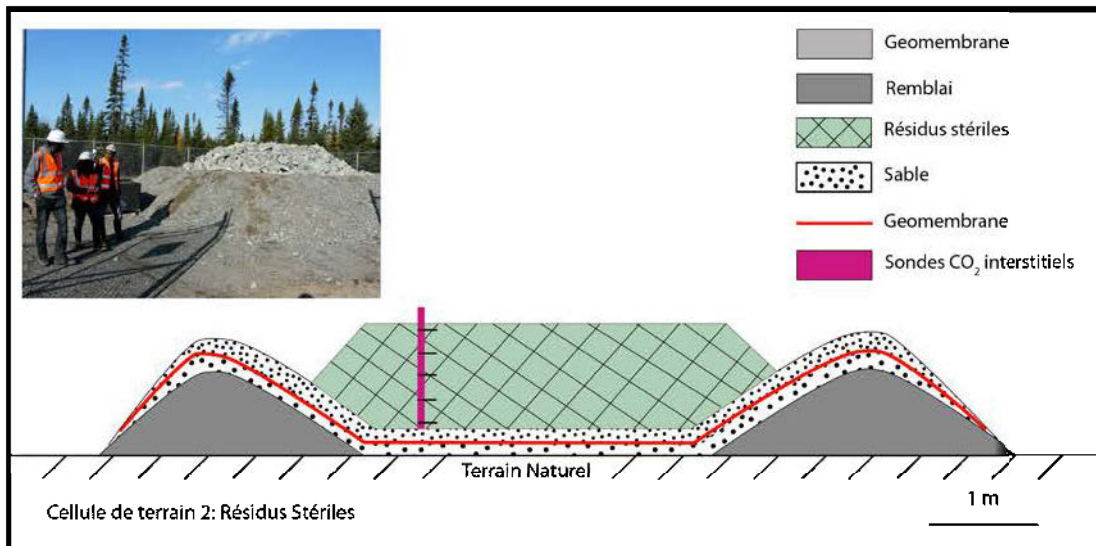 Geomembrane
Remblai
Résidus stériles
Sable
Geomembrane
Sondes CO₂ interstitiels
Terrain Naturel
Cellule de terrain 2: Résidus Stériles
1 m